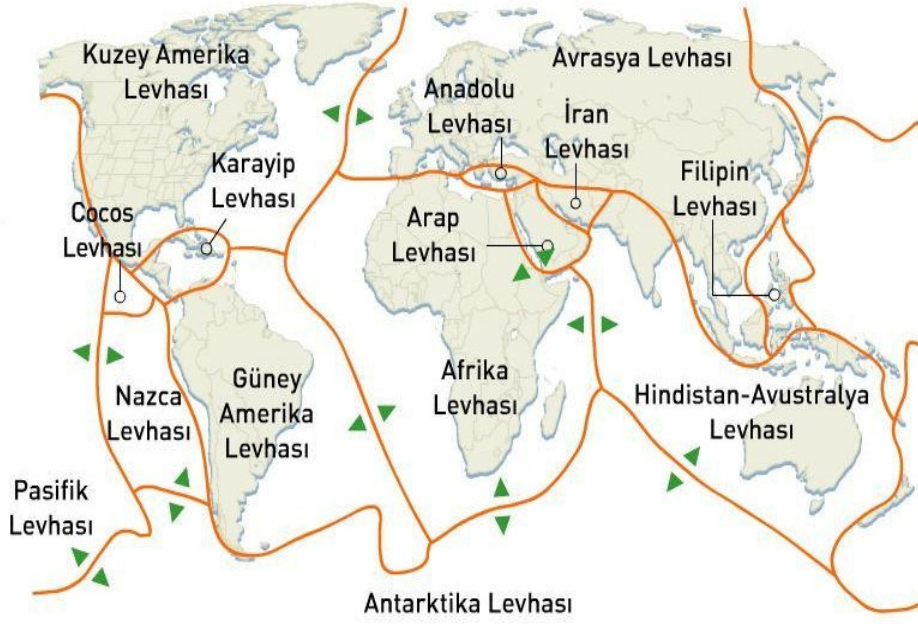 Kuzey Amerika
Levhası
Avrasya Levhası
Anadolu
Levhası
İran
Levhası
Karayip
Levhası
Filipin
Levhası
Cocos
Levhası
Arap
Levhası
Nazca
Levhası
Güney
Amerika
Levhası
Afrika
Levhası
Hindistan-Avustralya
Levhası
Pasifik
Levhası
Antarktika Levhası